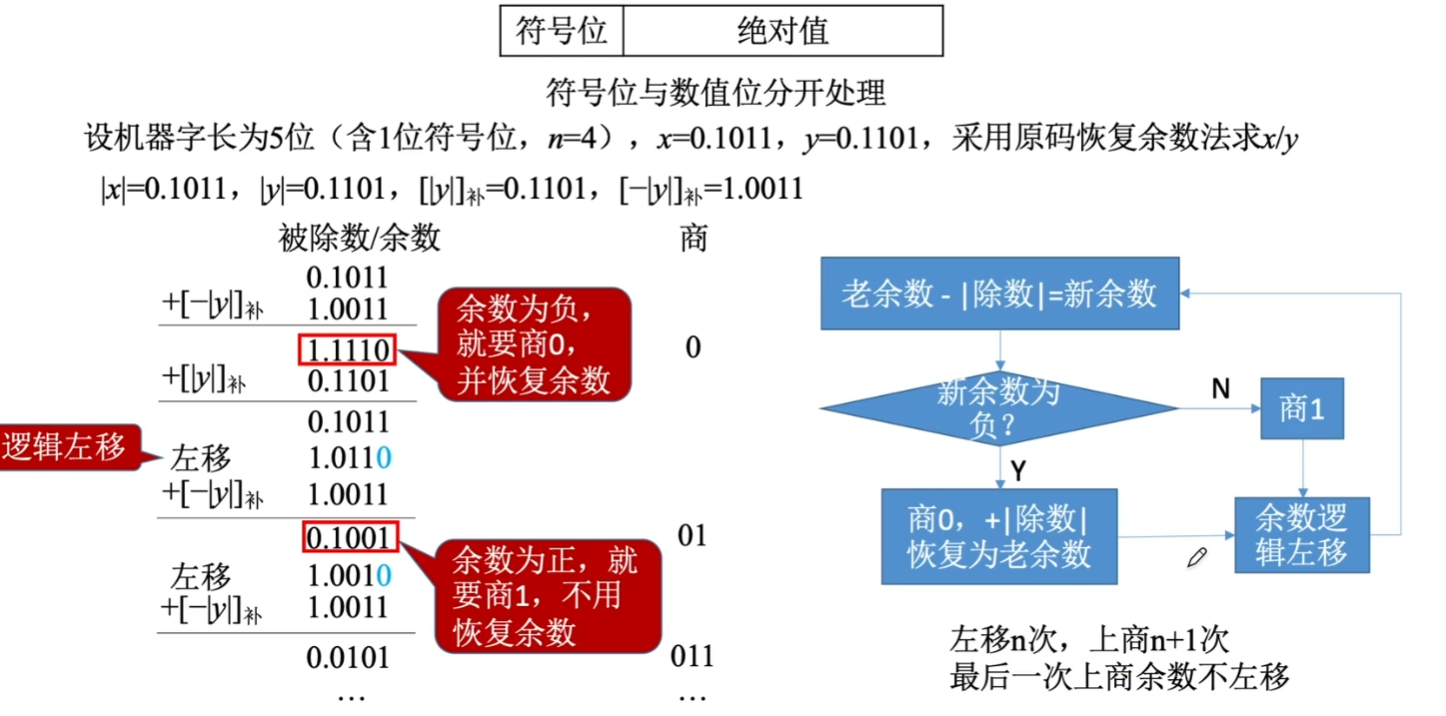 符号位 绝对值
符号位与数值位分开处理
设机器字长为5位（含1位符号位，n=4），x=0.1011，y=0.1101，采用原码恢复余数法求x/y
|x|=0.1011，|y|=0.1101，[|y|]补=0.1101，[−|y|]补=1.0011
被除数/余数 商
0.1011
+[−|y|]补 1.0011
1.1110 0
+[|y|]补 0.1101
0.1011
左移 1.0110
+[−|y|]补 1.0011
0.1001 01
左移 1.0010
+[−|y|]补 1.0011
0.0101 011
… …
余数为负，
就要商0，
并恢复余数
逻辑左移
余数为正，就
要商1，不用
恢复余数
老余数 - |除数|=新余数
新余数为
负？
N
商1
Y
商0，+|除数|
恢复为老余数
余数逻
辑左移
左移n次，上商n+1次
最后一次上商余数不左移